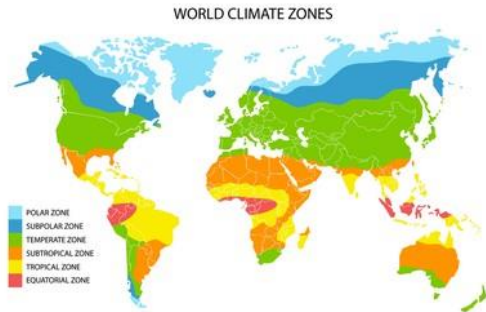 WORLD CLIMATE ZONES
POLAR ZONE
SUBPOLAR ZONE
TEMPERATE ZONE
SUBTROPICAL ZONE
TROPICAL ZONE
EQUATORIAL ZONE